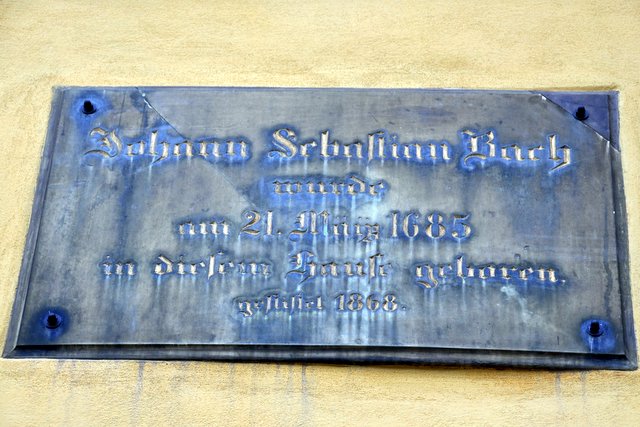 Johann Sebastian Bach
wurde
am 21. März 1685
in diesem Hause geboren.
gestiftet 1868.